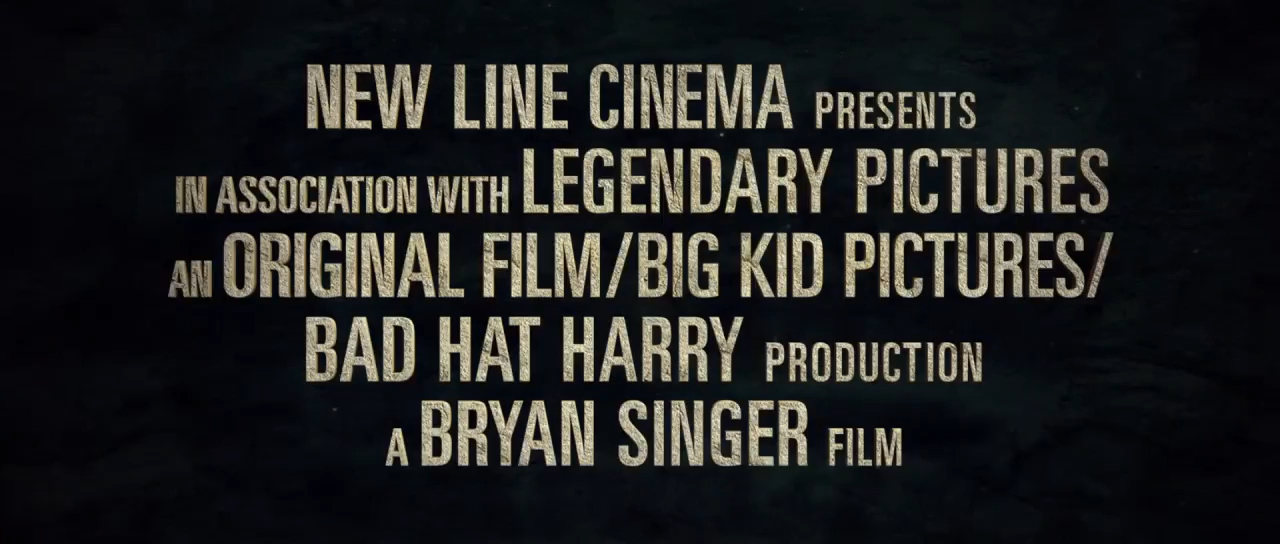 NEW LINE CINEMA PRESENTS
IN ASSOCIATION WITH LEGENDARY PICTURES
AN ORIGINAL FILM/BIG KID PICTURES/
BAD HAT HARRY PRODUCTION
A BRYAN SINGER FILM